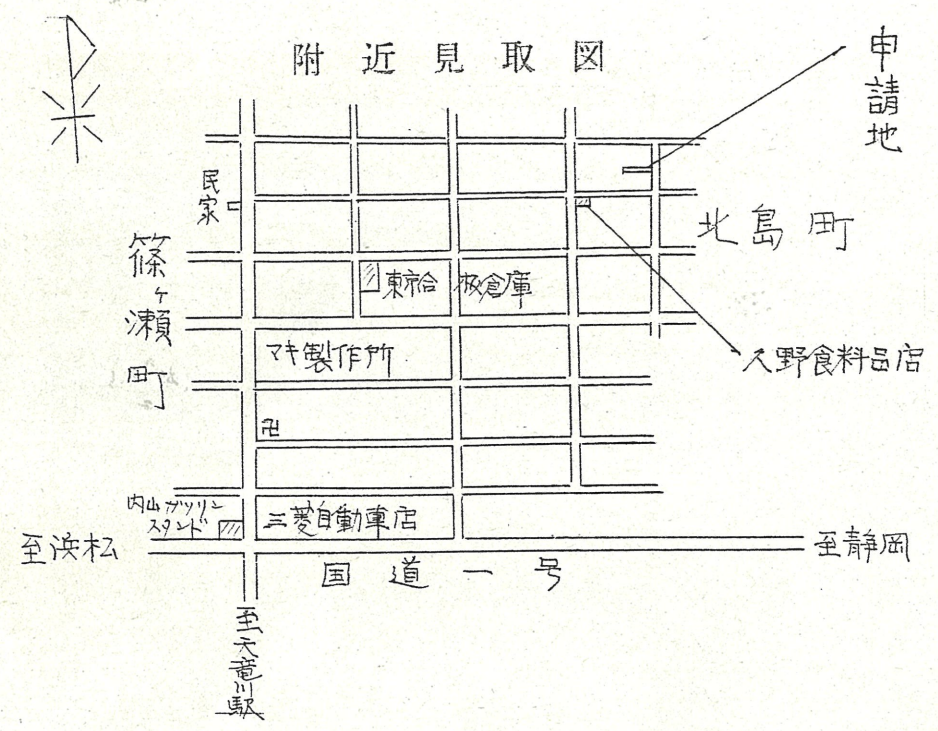 附近見取図
申請地
民家
北島町
篠ヶ瀬町
東京合板倉庫
マキ製作所
久野食料品店
卍
内山ガソリン
スタンド
三菱自動車店
至浜松
至静岡
国道一号
至天竜川駅